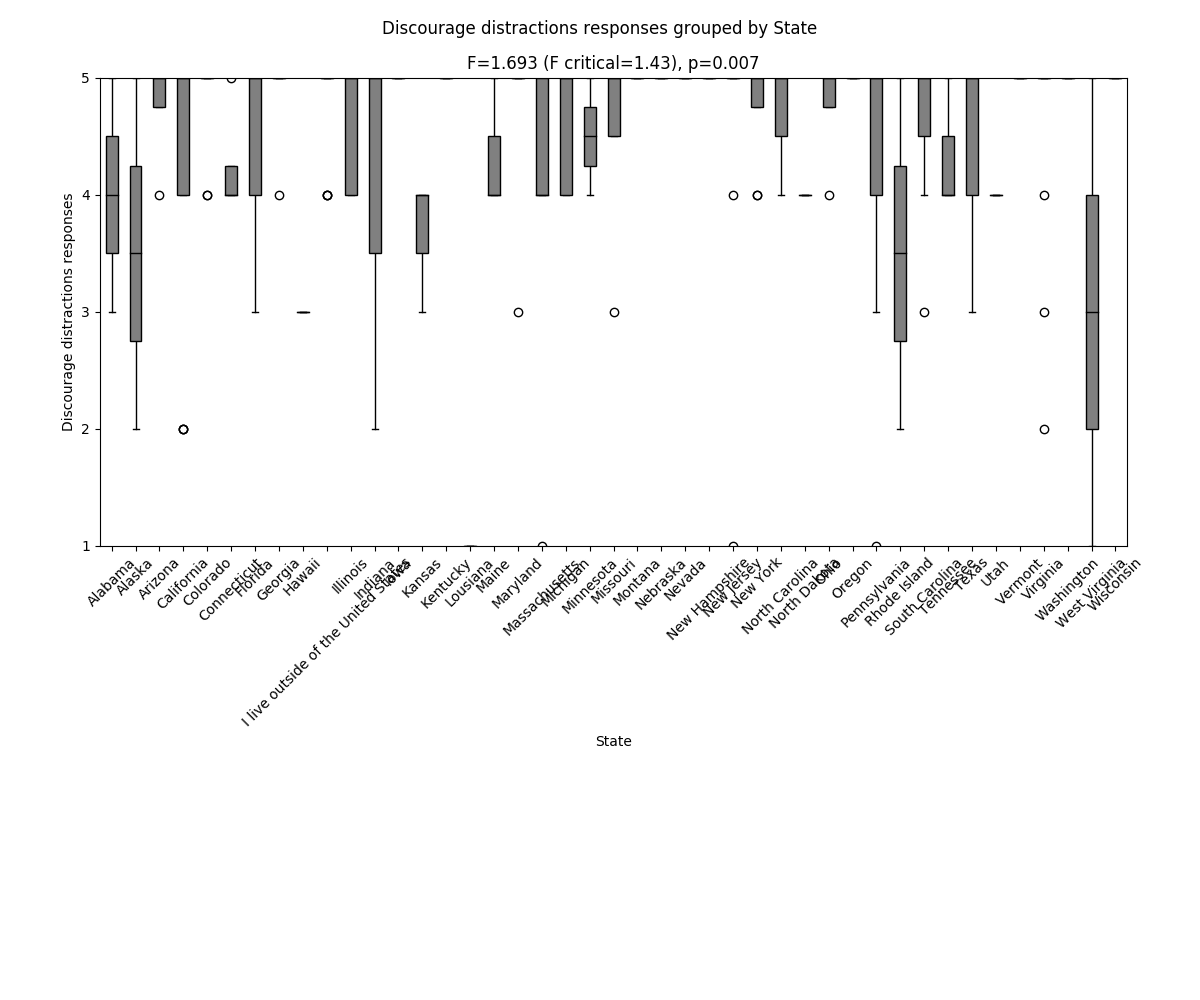 Discourage distractions responses grouped by State
F=1.693 (F critical=1.43), p=0.007
Discourage distractions responses
5
4
3
2
1
Alabama
Alaska
Arizona
California
Colorado
Connecticut
Florida
Georgia
Hawaii
I live outside of the United States
Illinois
Indiana
Iowa
Kansas
Kentucky
Lousiana
Maine
Maryland
Massachusetts
Michigan
Minnesota
Missouri
Montana
Nebraska
Nevada
New Hampshire
New Jersey
New York
North Carolina
North Dakota
Ohio
Oregon
Pennsylvania
Rhode Island
South Carolina
Tennessee
Texas
Utah
Vermont
Virginia
Washington
West Virginia
Wisconsin
State